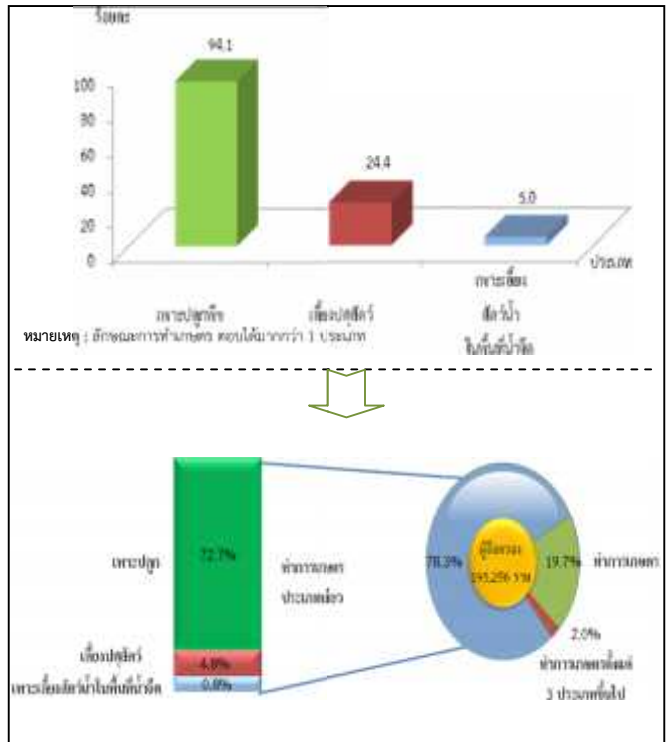 ร้อยละ
94.1
100
80
60
40
20
0
24.4
5.0
ประเภท
เพาะปลูกพืช
เลี้ยงปศุสัตว์
เพาะเลี้ยง
สัตว์น้ำ
ในพื้นที่น้ำจืด
หมายเหตุ : ลักษณะการทำเกษตร ตอบได้มากกว่า 1 ประเภท
เพาะปลูก
72.7%
ทำการเกษตร
ประเภทเดียว
เลี้ยงปศุสัตว์
4.8%
เพาะเลี้ยงสัตว์น้ำในพื้นที่น้ำจืด
0.8%
78.3%
ผู้ถือครอง
ราย
19.7%
ทำการเกษตร
2.0%
ทำการเกษตรตั้งแต่
3 ประเภทขึ้นไป